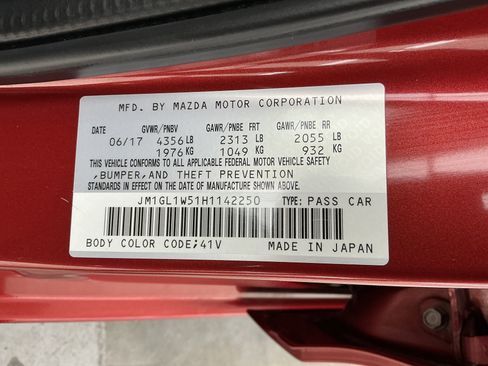 MFD. BY MAZDA MOTOR CORPORATION
DATE GVWR/PNBV GAWR/PNBE FRT GAWR/PNBE RR
06/17 4356 LB 2313 LB 2055 LB
1976 KG 1049 KG 932 KG
THIS VEHICLE CONFORMS TO ALL APPLICABLE FEDERAL MOTOR VEHICLE SAFETY
,BUMPER,AND THEFT PREVENTION
STANDARDS IN EFFECT ON THE DATE OF MANUFACTURE SHOWN ABOVE.
JM1GL1W51H1142250 TYPE: PASS CAR
BODY COLOR CODE;41V MADE IN JAPAN